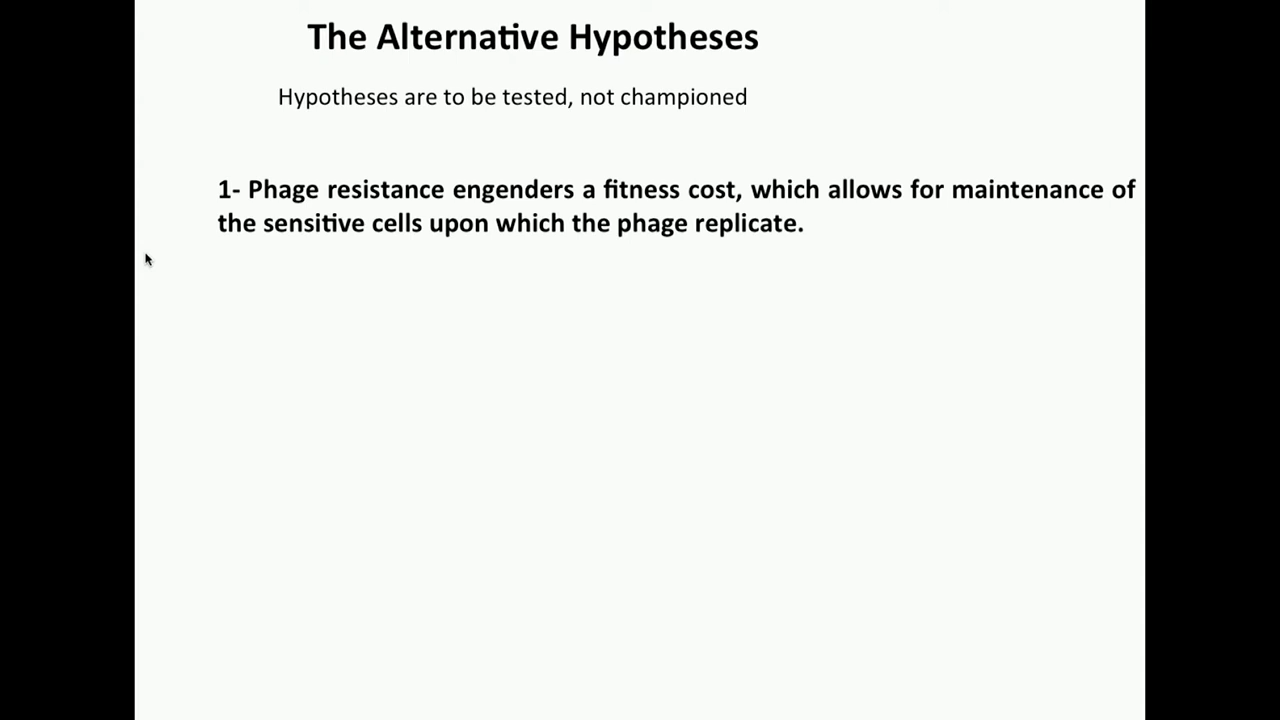 The Alternative Hypotheses
Hypotheses are to be tested, not championed
1- Phage resistance engenders a fitness cost, which allows for maintenance of
the sensitive cells upon which the phage replicate.